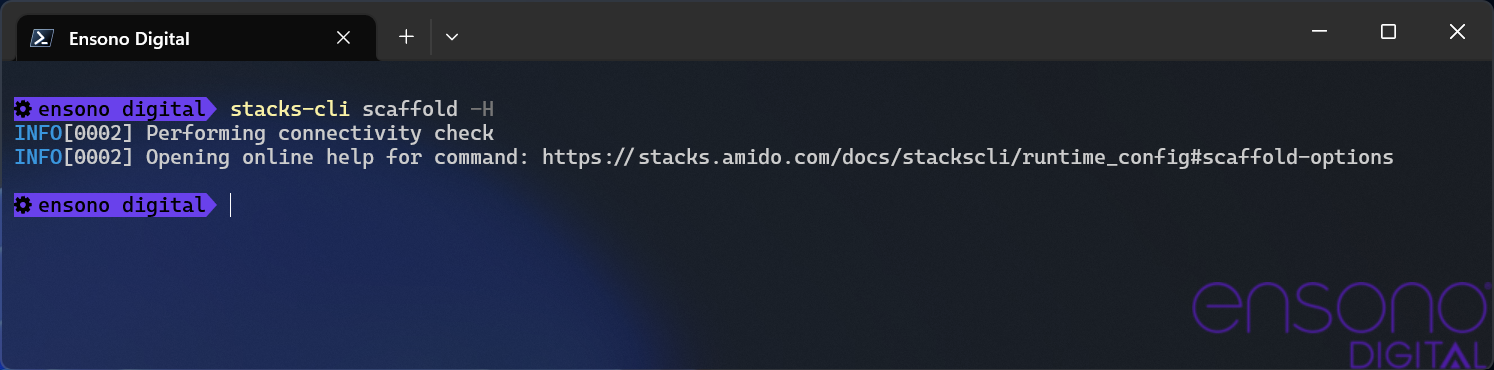 Ensono Digital
ensono digital stacks-cli scaffold -H
INFO[0002] Performing connectivity check
INFO[0002] Opening online help for command: https://stacks.amido.com/docs/stackscli/runtime_config#scaffold-options
ensono digital
ensono
DIGITAL